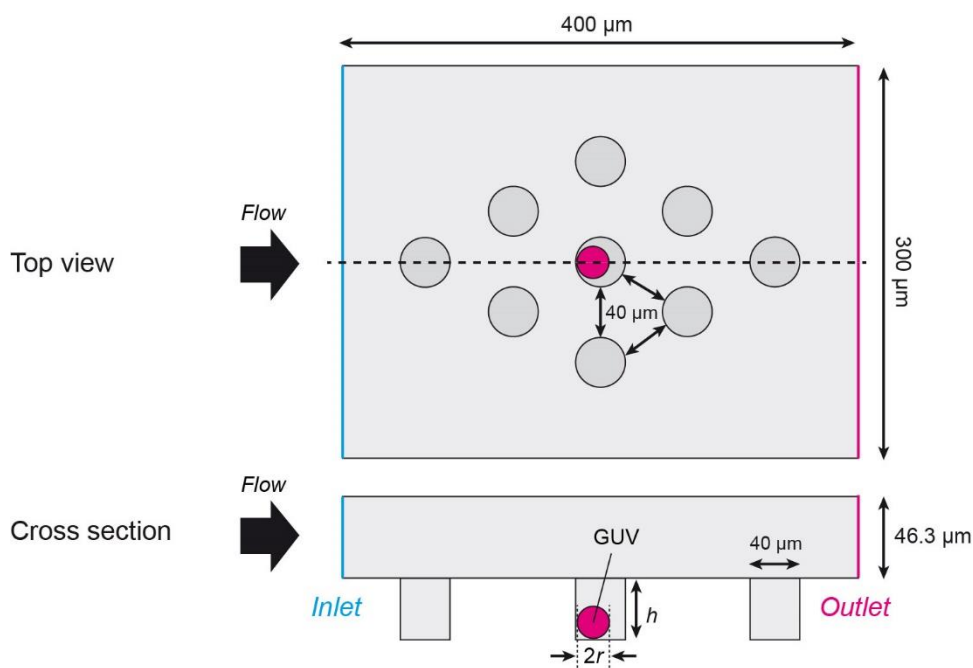 400 µm
Flow
Top view
40 µm
300 µm
Flow
Cross section
GUV
40 µm
46.3 µm
Inlet
h
Outlet
2r